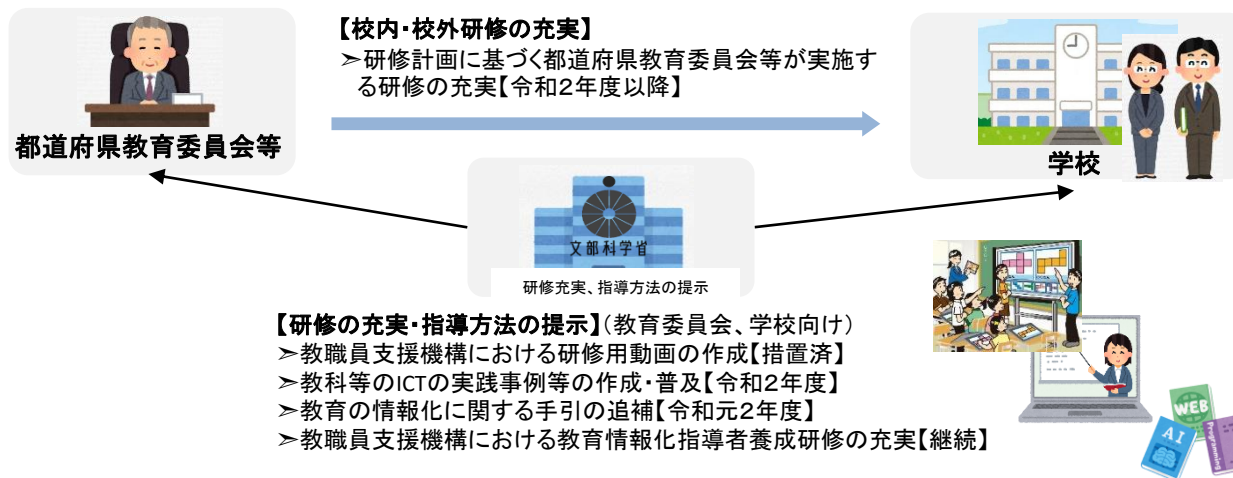 【校内・校外研修の充実】
➢研修計画に基づく都道府県教育委員会等が実施す
る研修の充実【令和２年度以降】
都道府県教育委員会等
学校
文部科学省
研修充実、指導方法の提示
【研修の充実・指導方法の提示】（教育委員会、学校向け）
➢教職員支援機構における研修用動画の作成【措置済】
➢教科等のICTの実践事例等の作成・普及【令和２年度】
➢教育の情報化に関する手引の追補【令和元２年度】
➢教職員支援機構における教育情報化指導者養成研修の充実【継続】
WEB
AI
Programming